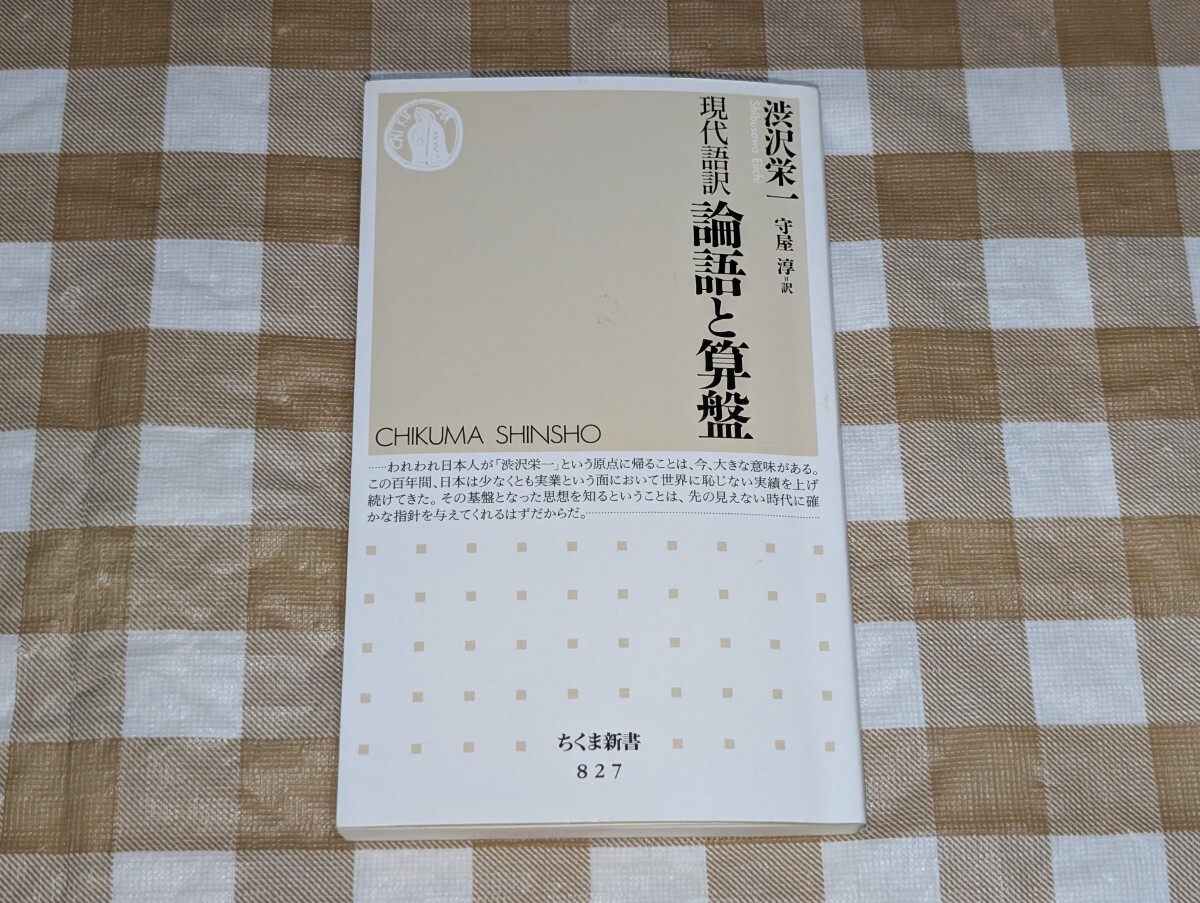 渋沢栄一
Shibusawa Eiichi
守屋 淳=訳
現代語訳
論語と算盤
CHIKUMA SHINSHO
……われわれ日本人が「渋沢栄一」という原点に帰ることは、今、大きな意味がある。
この百年間、日本は少なくとも実業という面において世界に恥じない実績を上げ
続けてきた。その基盤となった思想を知るということは、先の見えない時代に確
かな指針を与えてくれるはずだからだ。
ちくま新書
827